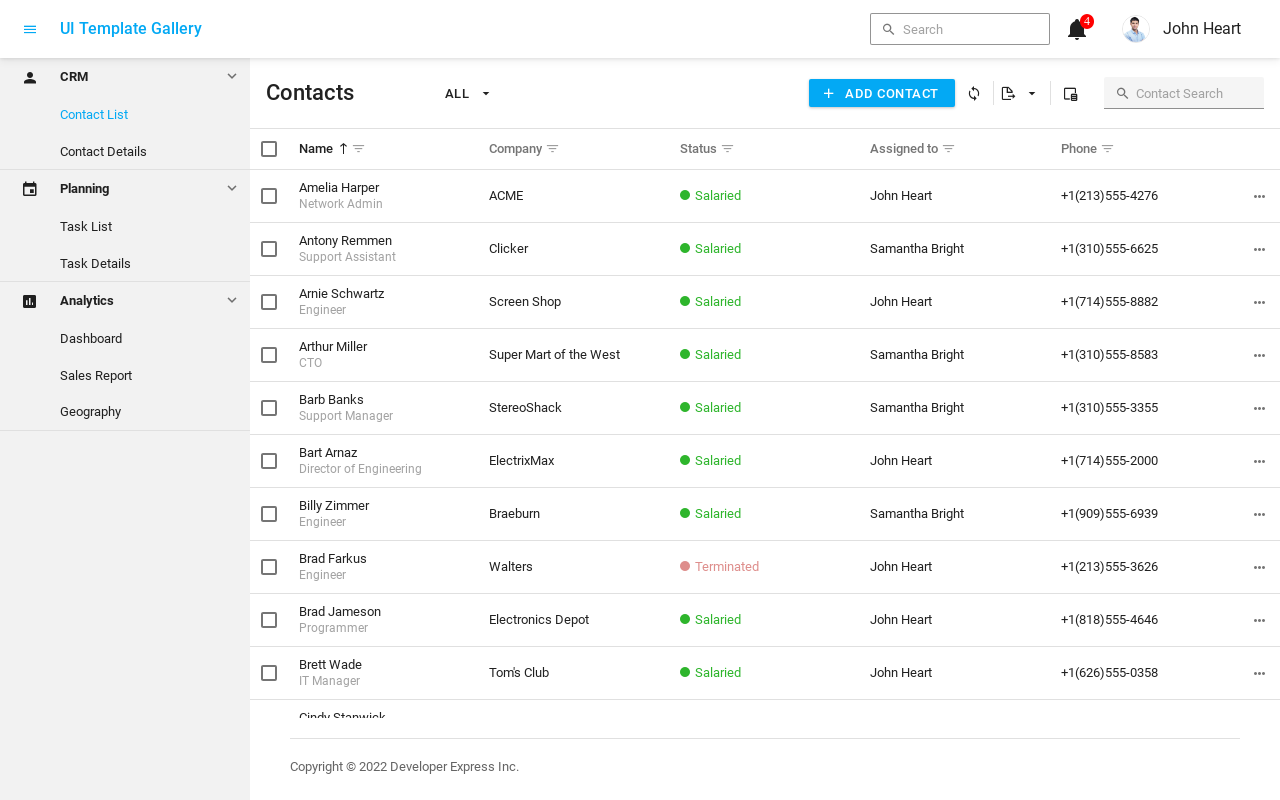 UI Template Gallery
Search
4
John Heart
CRM
Contact List
Contact Details
Planning
Task List
Task Details
Analytics
Dashboard
Sales Report
Geography
Contacts
ALL
ADD CONTACT
Contact Search
Name Company Status Assigned to Phone
Amelia Harper
Network Admin
ACME Salaried John Heart +1(213)555-4276
Antony Remmen
Support Assistant
Clicker Salaried Samantha Bright +1(310)555-6625
Arnie Schwartz
Engineer
Screen Shop Salaried John Heart +1(714)555-8882
Arthur Miller
CTO
Super Mart of the West Salaried Samantha Bright +1(310)555-8583
Barb Banks
Support Manager
StereoShack Salaried Samantha Bright +1(310)555-3355
Bart Arnaz
Director of Engineering
ElectrixMax Salaried John Heart +1(714)555-2000
Billy Zimmer
Engineer
Braeburn Salaried Samantha Bright +1(909)555-6939
Brad Farkus
Engineer
Walters Terminated John Heart +1(213)555-3626
Brad Jameson
Programmer
Electronics Depot Salaried John Heart +1(818)555-4646
Brett Wade
IT Manager
Tom's Club Salaried John Heart +1(626)555-0358
Cindy Stanwick
Copyright © 2022 Developer Express Inc.